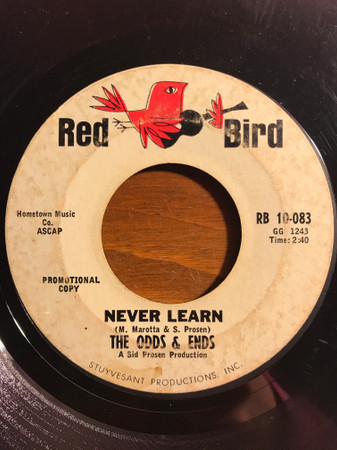 Red Bird
Hometown Music
Co.
ASCAP
RB 10-083
GG 1243
Time: 2:40
PROMOTIONAL
COPY
NEVER LEARN
(M. Marotta & S. Prosen)
THE ODDS & ENDS
A Sid Prosen Production
STUYVESANT PRODUCTIONS, INC.